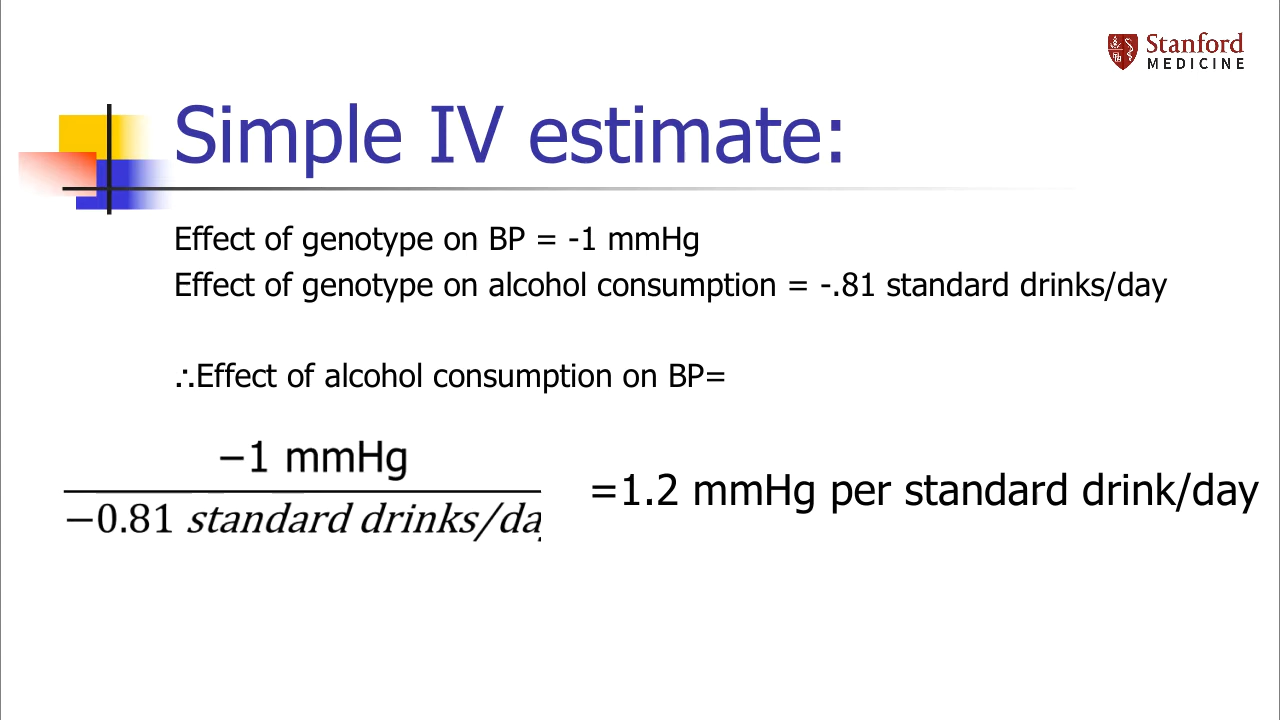 Stanford
MEDICINE
Simple IV estimate:
Effect of genotype on BP = -1 mmHg
Effect of genotype on alcohol consumption = -.81 standard drinks/day
∴Effect of alcohol consumption on BP=
−1 mmHg
−0.81 standard drinks/da
=1.2 mmHg per standard drink/day